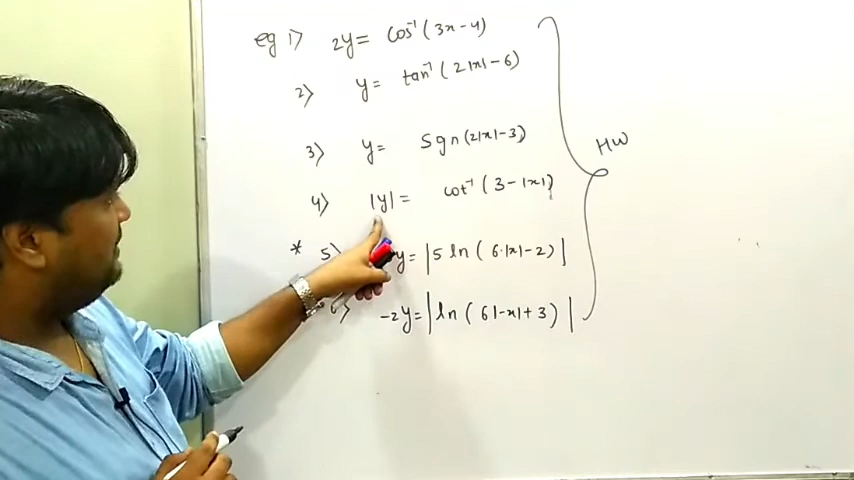 eg 1> 2y = cos⁻¹ (3x - 4)
2> y = tan⁻¹ (2|x| - 6)
3> y = sgn (2|x| - 3)
HW
4> |y| = cot⁻¹ (3 - |x|)
* 5> y = |5 ln (6·|x| - 2)|
6> -2y = |ln (6|-x| + 3)|